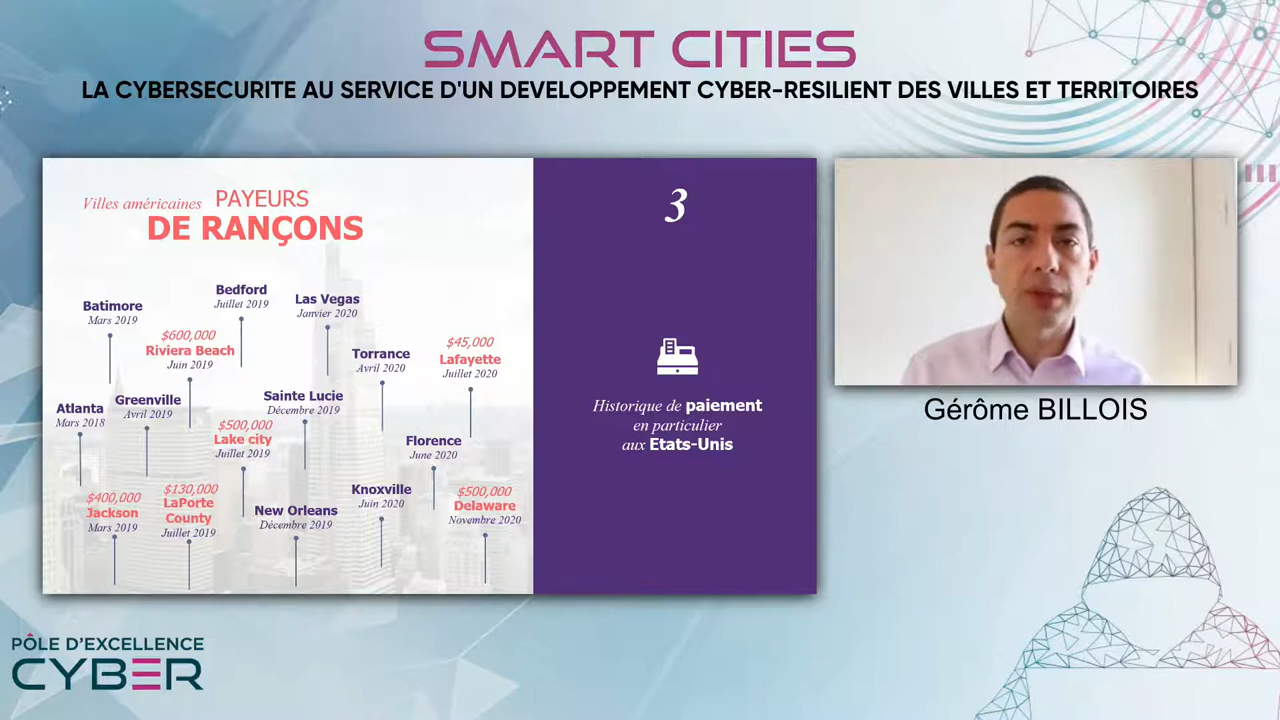 SMART CITIES
LA CYBERSECURITE AU SERVICE D'UN DEVELOPPEMENT CYBER-RESILIENT DES VILLES ET TERRITOIRES
Villes américaines PAYEURS
DE RANÇONS
Bedford
Juillet 2019
Las Vegas
Janvier 2020
Batimore
Mars 2019
$600,000
Riviera Beach
Juin 2019
$45,000
Lafayette
Juillet 2020
Torrance
Avril 2020
Greenville
Avril 2019
Sainte Lucie
Décembre 2019
Atlanta
Mars 2018
$500,000
Lake city
Juillet 2019
Florence
June 2020
$400,000
Jackson
Mars 2019
$130,000
LaPorte
County
Juillet 2019
New Orleans
Décembre 2019
Knoxville
Juin 2020
$500,000
Delaware
Novembre 2020
3
Historique de paiement
en particulier
aux Etats-Unis
Gérôme BILLOIS
PÔLE D'EXCELLENCE
CYBER